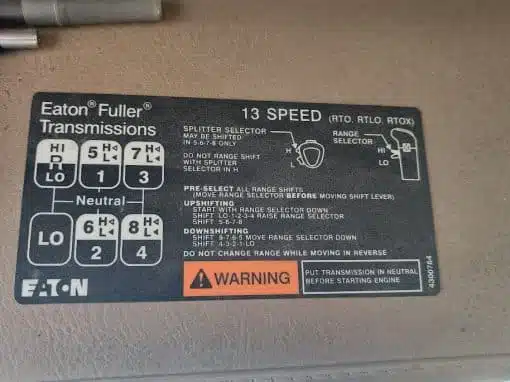 Eaton® Fuller®
Transmissions
13 SPEED (RTO, RTLO, RTOX)
HI
R
LO
5 H◄
L◄
1
7 H◄
L◄
3
Neutral
LO
6 H◄
L◄
2
8 H◄
L◄
4
SPLITTER SELECTOR
MAY BE SHIFTED
IN 5-6-7-8 ONLY
H
L
DO NOT RANGE SHIFT
WITH SPLITTER
SELECTOR IN H
RANGE
SELECTOR
HI
LO
PRE-SELECT ALL RANGE SHIFTS
(MOVE RANGE SELECTOR BEFORE MOVING SHIFT LEVER)
UPSHIFTING
START WITH RANGE SELECTOR DOWN
SHIFT LO-1-2-3-4 RAISE RANGE SELECTOR
SHIFT 5-6-7-8
DOWNSHIFTING
SHIFT 8-7-6-5 MOVE RANGE SELECTOR DOWN
SHIFT 4-3-2-1-LO
DO NOT CHANGE RANGE WHILE MOVING IN REVERSE
EATON
WARNING
PUT TRANSMISSION IN NEUTRAL
BEFORE STARTING ENGINE
4300764